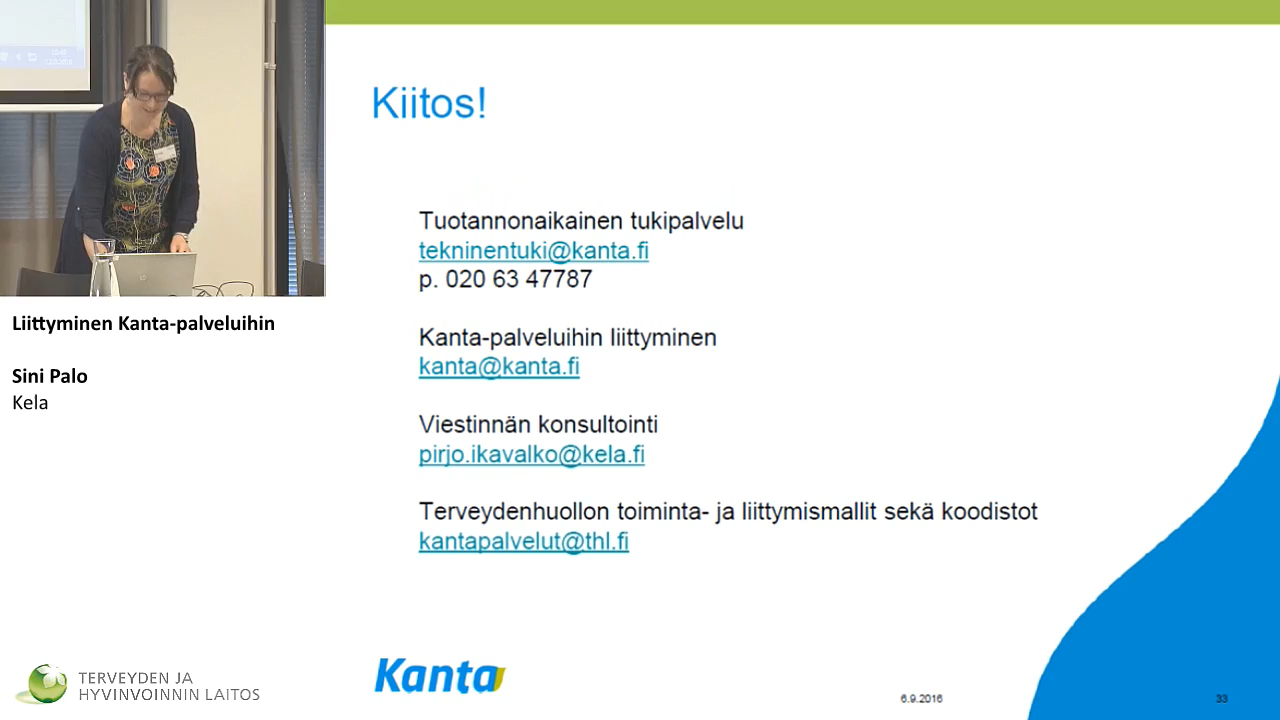 Kiitos!
Tuotannonaikainen tukipalvelu
tekninentuki@kanta.fi
p. 020 63 47787
Kanta-palveluihin liittyminen
kanta@kanta.fi
Viestinnän konsultointi
pirjo.ikavalko@kela.fi
Terveydenhuollon toiminta- ja liittymismallit sekä koodistot
kantapalvelut@thl.fi
Liittyminen Kanta-palveluihin
Sini Palo
Kela
TERVEYDEN JA
HYVINVOINNIN LAITOS
Kanta
6.9.2016
33